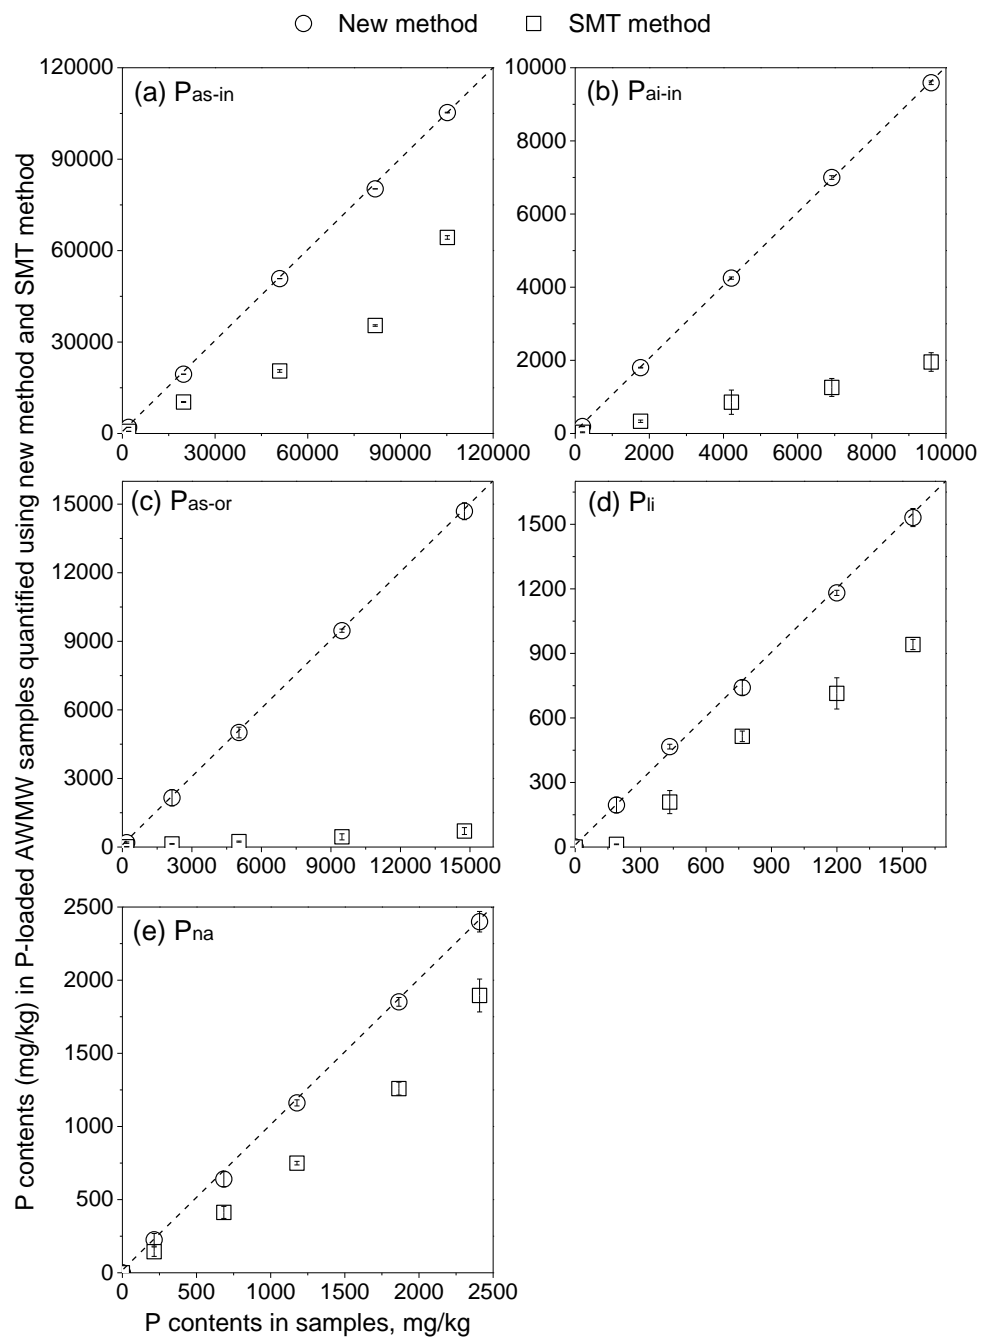 New method SMT method
P contents (mg/kg) in P-loaded AWMW samples quantified using new method and SMT method
(a) Pas-in
120000
90000
60000
30000
0
0 30000 60000 90000 120000
(b) Pai-in
10000
8000
6000
4000
2000
0
0 2000 4000 6000 8000 10000
(c) Pas-or
15000
12000
9000
6000
3000
0
0 3000 6000 9000 12000 15000
(d) Pli
1500
1200
900
600
300
0
0 300 600 900 1200 1500
(e) Pna
2500
2000
1500
1000
500
0
0 500 1000 1500 2000 2500
P contents in samples, mg/kg